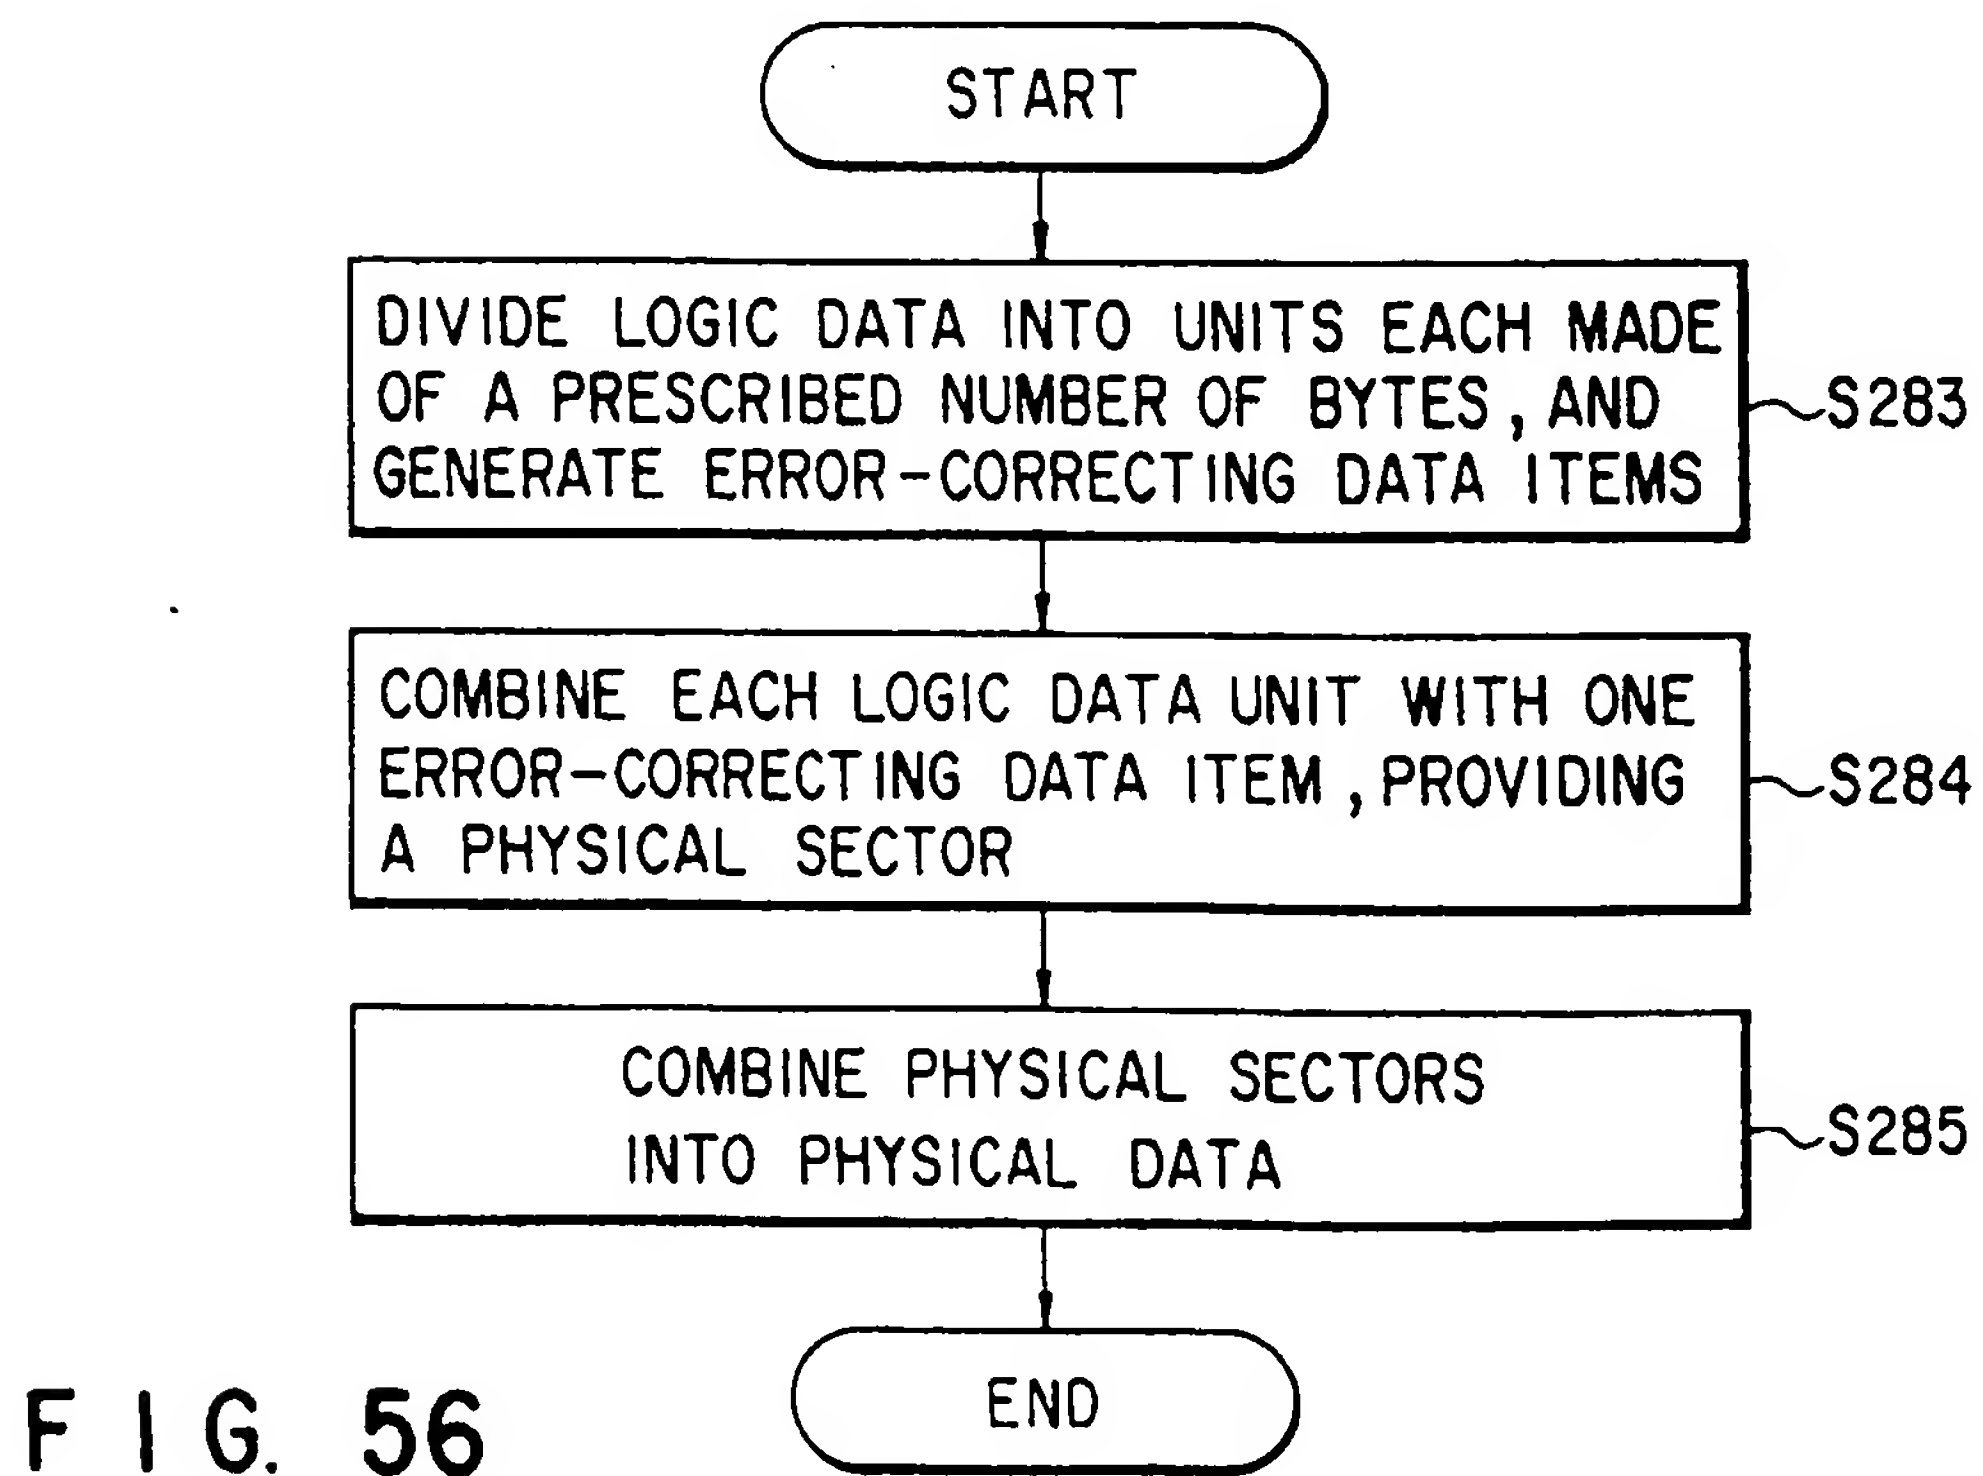 START
DIVIDE LOGIC DATA INTO UNITS EACH MADE
OF A PRESCRIBED NUMBER OF BYTES, AND
GENERATE ERROR-CORRECTING DATA ITEMS
S283
COMBINE EACH LOGIC DATA UNIT WITH ONE
ERROR-CORRECTING DATA ITEM, PROVIDING
A PHYSICAL SECTOR
S284
COMBINE PHYSICAL SECTORS
INTO PHYSICAL DATA
S285
END
FIG. 56